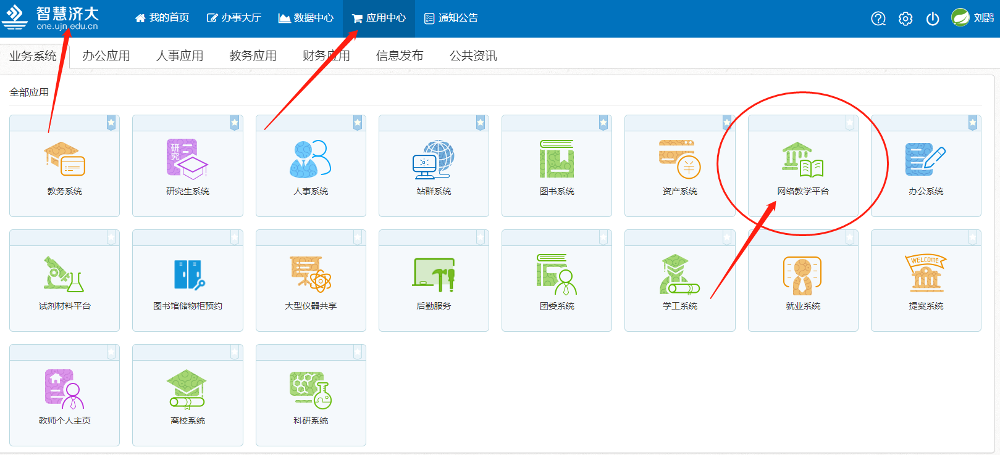 智慧济大
one.ujn.edu.cn
我的首页
办事大厅
数据中心
应用中心
通知公告
刘鹍
业务系统
办公应用
人事应用
教务应用
财务应用
信息发布
公共资讯
全部应用
研究
教务系统
研究生系统
人事系统
站群系统
图书系统
资产系统
网络教学平台
办公系统
WELCOME
试剂材料平台
图书馆储物柜预约
大型仪器共享
后勤服务
团委系统
学工系统
就业系统
提案系统
教师个人主页
离校系统
科研系统